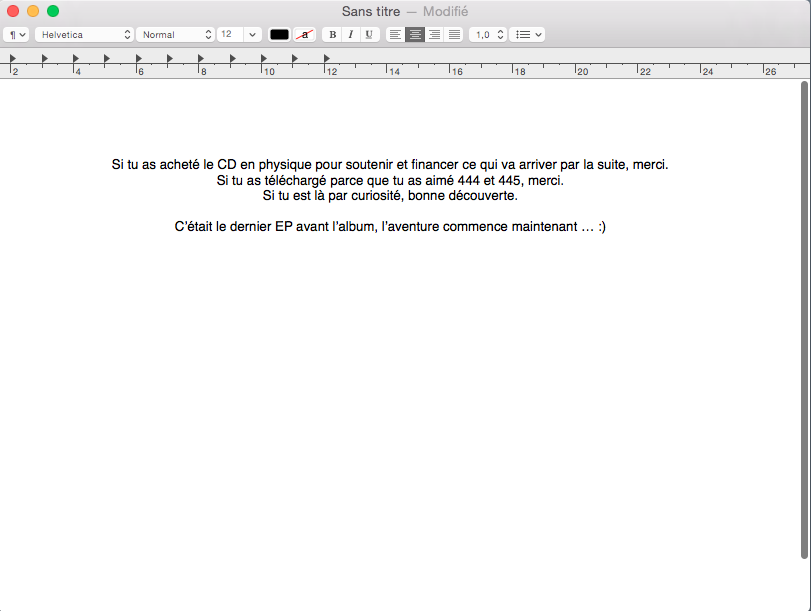 Sans titre — Modifié
¶ Helvetica Normal 12 a B I U 1,0
2 4 6 8 10 12 14 16 18 20 22 24 26
Si tu as acheté le CD en physique pour soutenir et financer ce qui va arriver par la suite, merci.
Si tu as téléchargé parce que tu as aimé 444 et 445, merci.
Si tu est là par curiosité, bonne découverte.
C’était le dernier EP avant l’album, l’aventure commence maintenant … :)